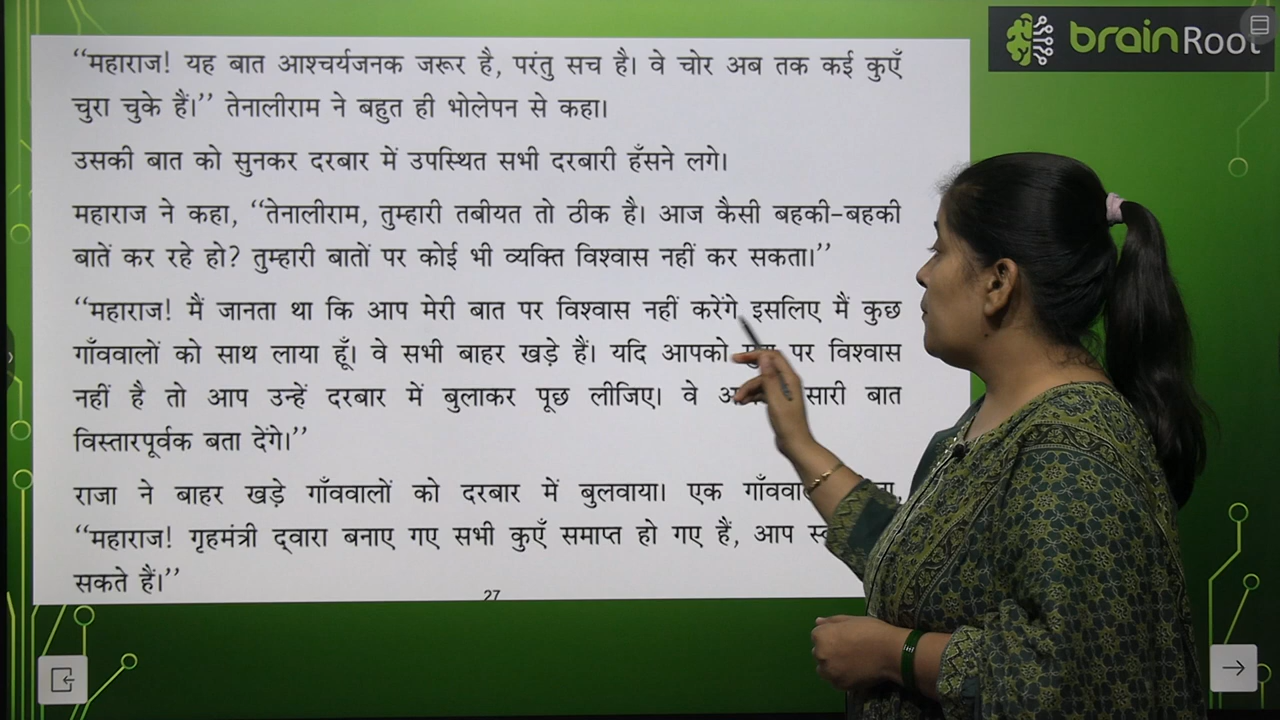 brainRoot
“महाराज! यह बात आश्चर्यजनक जरूर है, परंतु सच है। वे चोर अब तक कई कुएँ
चुरा चुके हैं।” तेनालीराम ने बहुत ही भोलेपन से कहा।
उसकी बात को सुनकर दरबार में उपस्थित सभी दरबारी हँसने लगे।
महाराज ने कहा, “तेनालीराम, तुम्हारी तबीयत तो ठीक है। आज कैसी बहकी-बहकी
बातें कर रहे हो? तुम्हारी बातों पर कोई भी व्यक्ति विश्वास नहीं कर सकता।”
“महाराज! मैं जानता था कि आप मेरी बात पर विश्वास नहीं करेंगे इसलिए मैं कुछ
गाँववालों को साथ लाया हूँ। वे सभी बाहर खड़े हैं। यदि आपको पर विश्वास
नहीं है तो आप उन्हें दरबार में बुलाकर पूछ लीजिए। वे सारी बात
विस्तारपूर्वक बता देंगे।”
राजा ने बाहर खड़े गाँववालों को दरबार में बुलवाया। एक
“महाराज! गृहमंत्री द्वारा बनाए गए सभी कुएँ समाप्त हो गए हैं, आप
सकते हैं।”
27